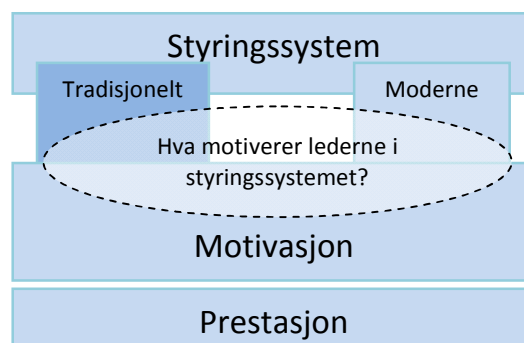 Styringssystem
Tradisjonelt
Moderne
Hva motiverer lederne i
styringssystemet?
Motivasjon
Prestasjon